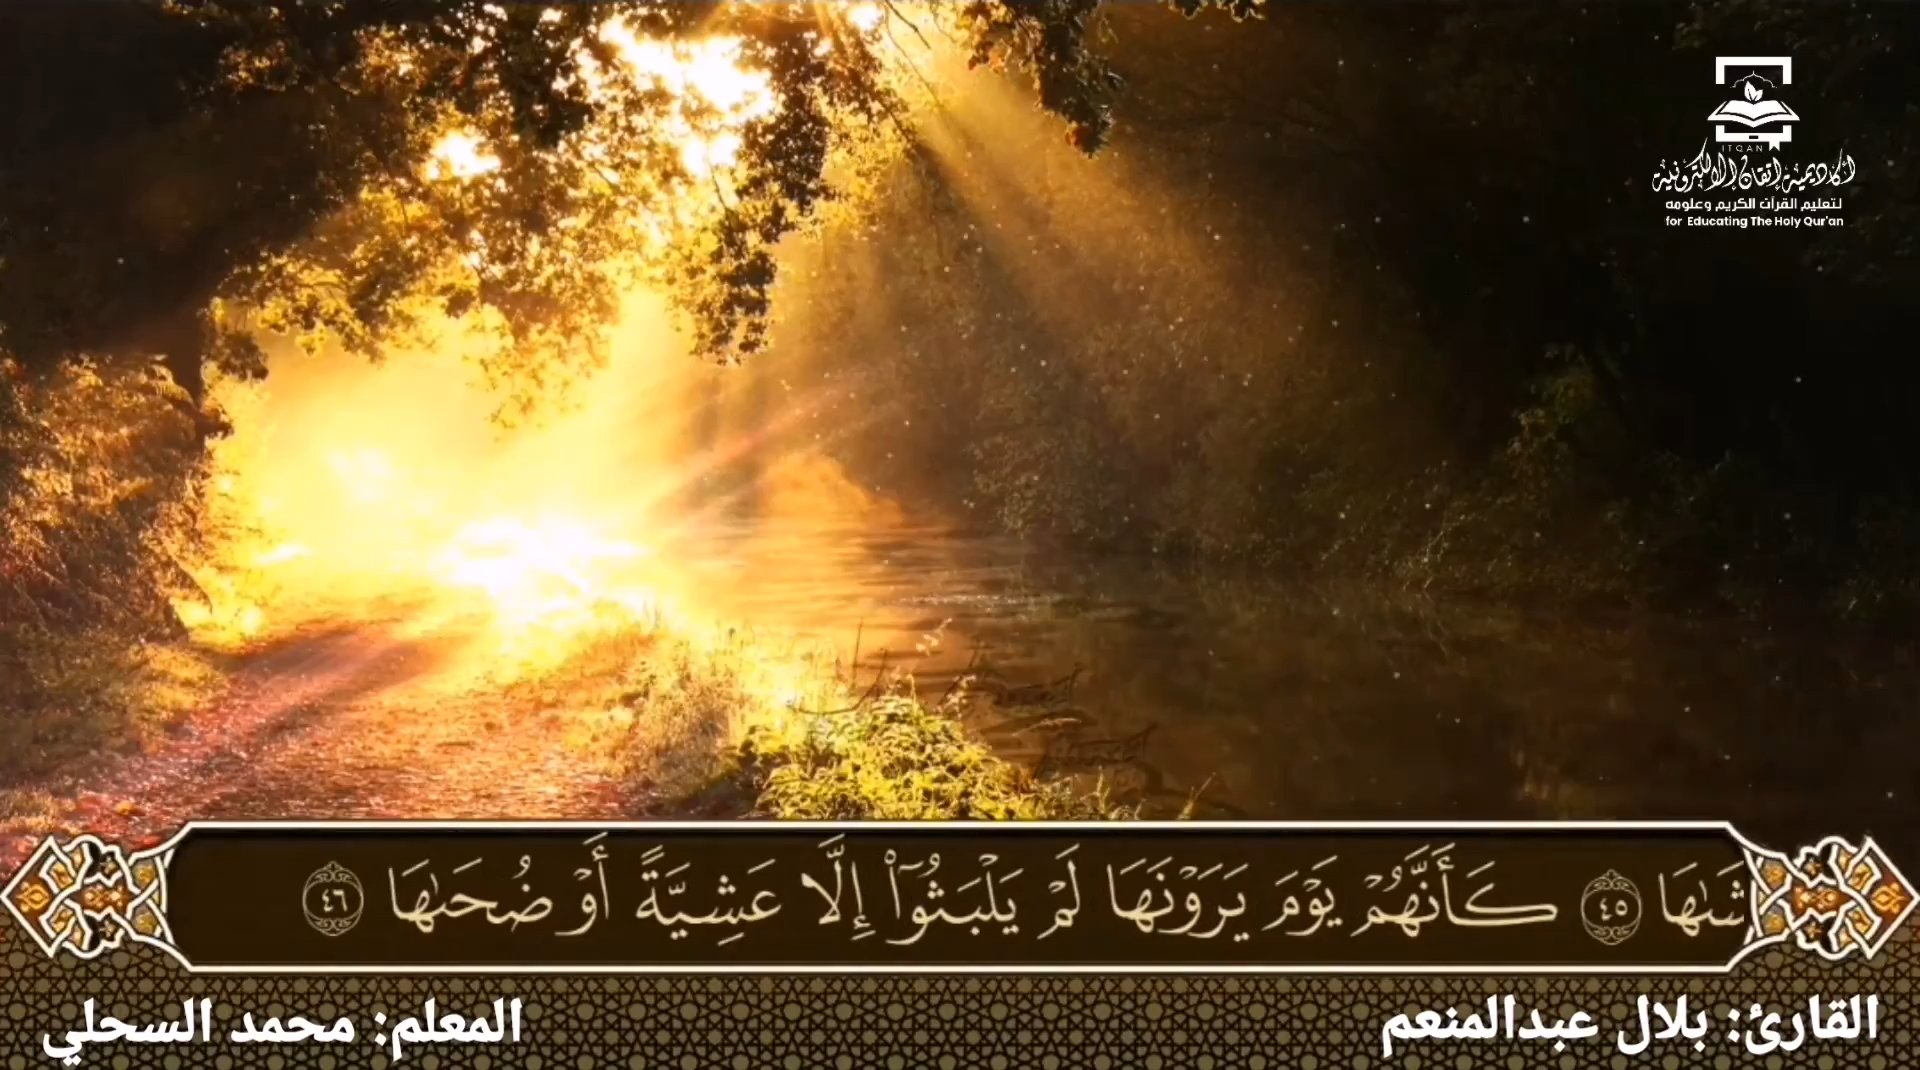 ITQAN
أكاديمية إتقان الإلكترونية
لتعليم القرآن الكريم وعلومه
for Educating The Holy Qur'an
شَىٰهَا ٤٥ كَأَنَّهُمْ يَوْمَ يَرَوْنَهَا لَمْ يَلْبَثُوٓا۟ إِلَّا عَشِيَّةً أَوْ ضُحَىٰهَا ٤٦
القارئ: بلال عبدالمنعم
المعلم: محمد السحلي